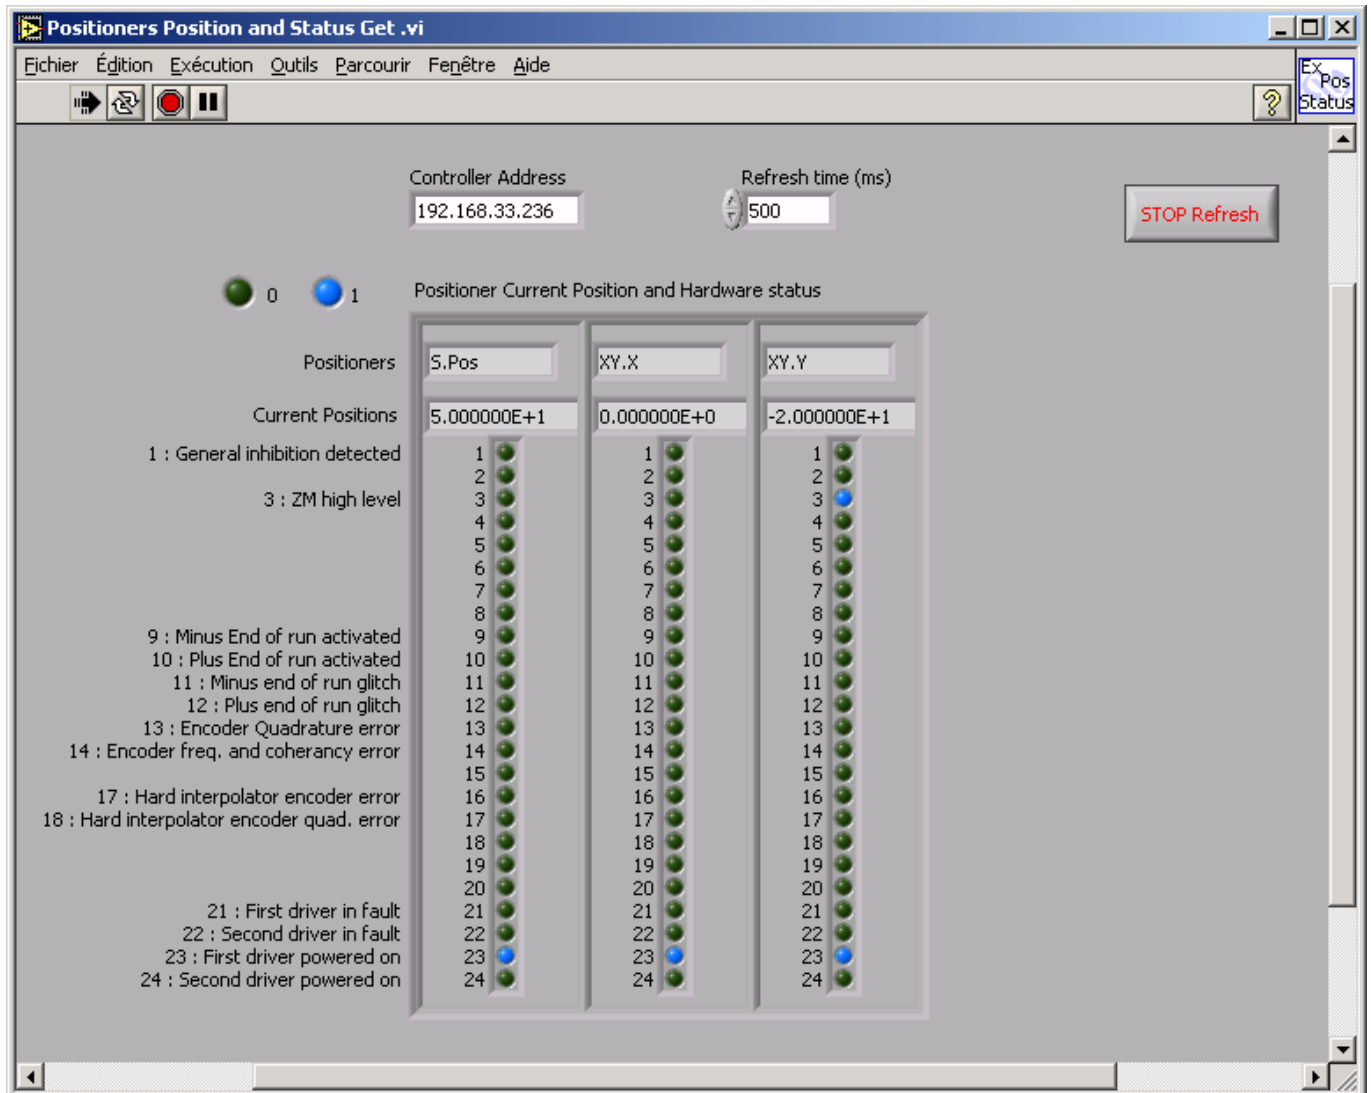 Positioners Position and Status Get .vi
Fichier Édition Exécution Outils Parcourir Fenêtre Aide
Ex Pos Status
Controller Address Refresh time (ms)
192.168.33.236 500 STOP Refresh
0 1 Positioner Current Position and Hardware status
Positioners S.Pos XY.X XY.Y
Current Positions 5.000000E+1 0.000000E+0 -2.000000E+1
1 : General inhibition detected 1 1 1
2 2 2
3 : ZM high level 3 3 3
4 4 4
5 5 5
6 6 6
7 7 7
8 8 8
9 : Minus End of run activated 9 9 9
10 : Plus End of run activated 10 10 10
11 : Minus end of run glitch 11 11 11
12 : Plus end of run glitch 12 12 12
13 : Encoder Quadrature error 13 13 13
14 : Encoder freq. and coherancy error 14 14 14
15 15 15
17 : Hard interpolator encoder error 16 16 16
18 : Hard interpolator encoder quad. error 17 17 17
18 18 18
19 19 19
20 20 20
21 : First driver in fault 21 21 21
22 : Second driver in fault 22 22 22
23 : First driver powered on 23 23 23
24 : Second driver powered on 24 24 24